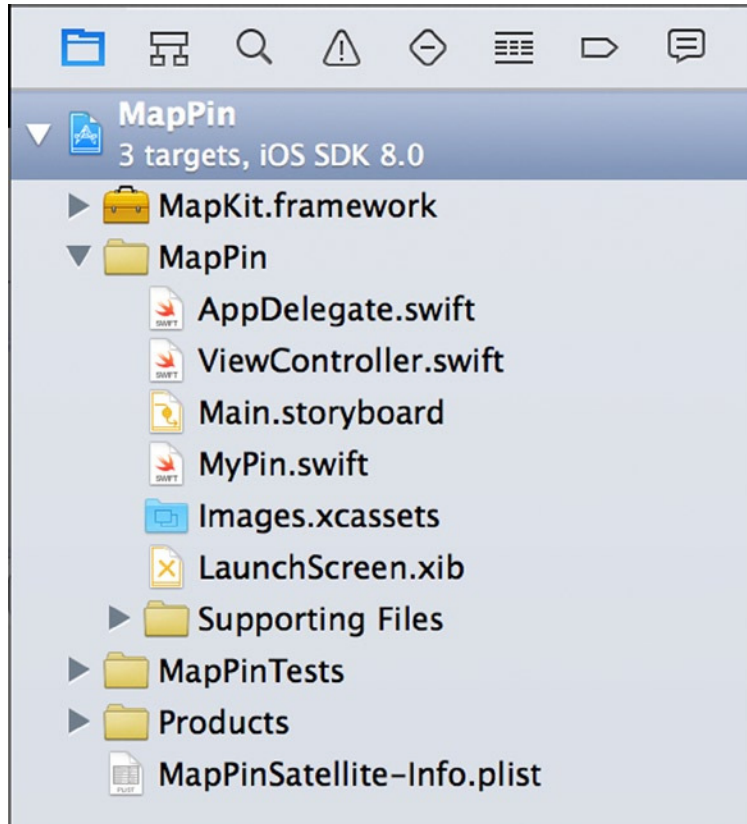 MapPin
3 targets, iOS SDK 8.0
MapKit.framework
MapPin
AppDelegate.swift
ViewController.swift
Main.storyboard
MyPin.swift
Images.xcassets
LaunchScreen.xib
Supporting Files
MapPinTests
Products
MapPinSatellite-Info.plist